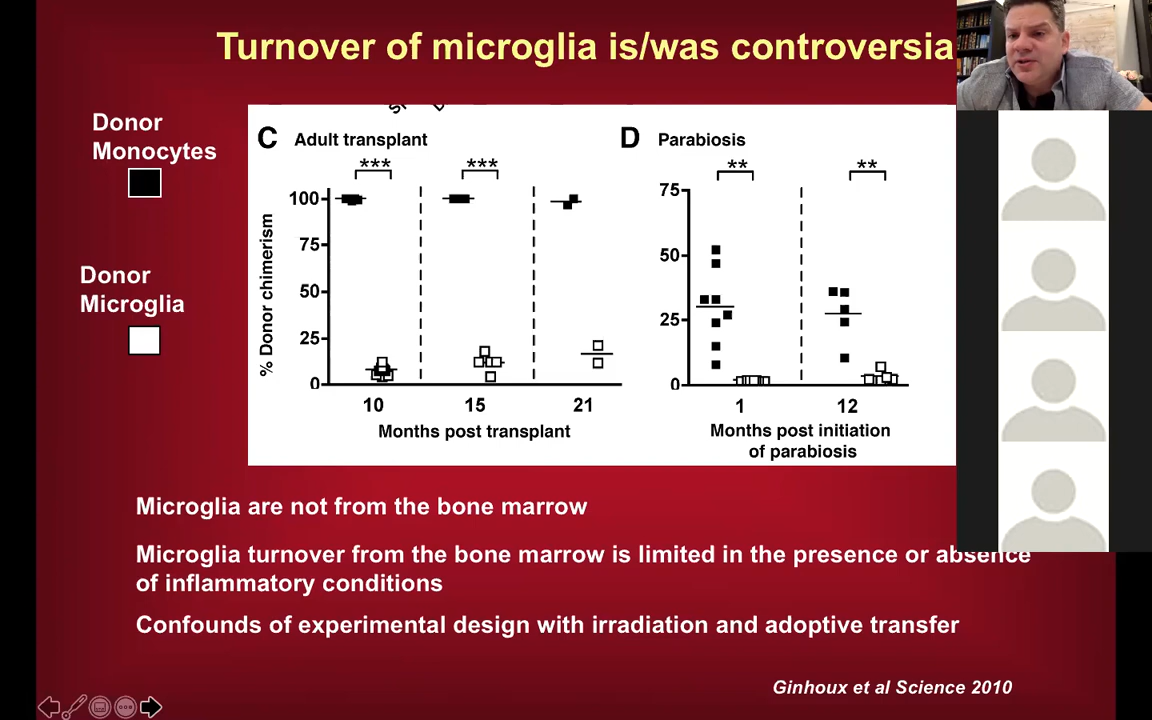 Turnover of microglia is/was controversia
Donor
Monocytes
Donor
Microglia
C Adult transplant
*** ***
% Donor chimerism
100
75
50
25
0
10 15 21
Months post transplant
D Parabiosis
** **
75
50
25
0
1 12
Months post initiation
of parabiosis
Microglia are not from the bone marrow
Microglia turnover from the bone marrow is limited in the presence or absence
of inflammatory conditions
Confounds of experimental design with irradiation and adoptive transfer
Ginhoux et al Science 2010